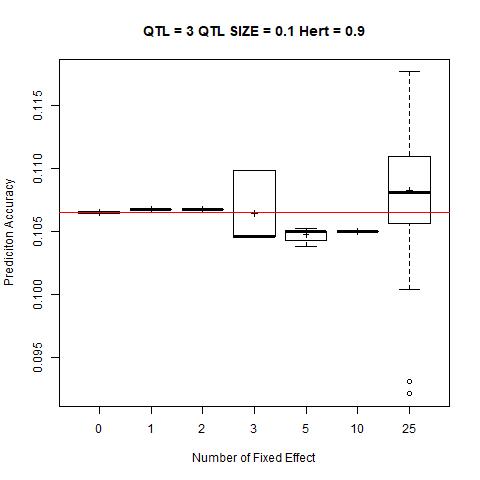 QTL = 3 QTL SIZE = 0.1 Hert = 0.9
0.115
0.110
0.105
0.100
0.095
Prediciton Accuracy
0 1 2 3 5 10 25
Number of Fixed Effect